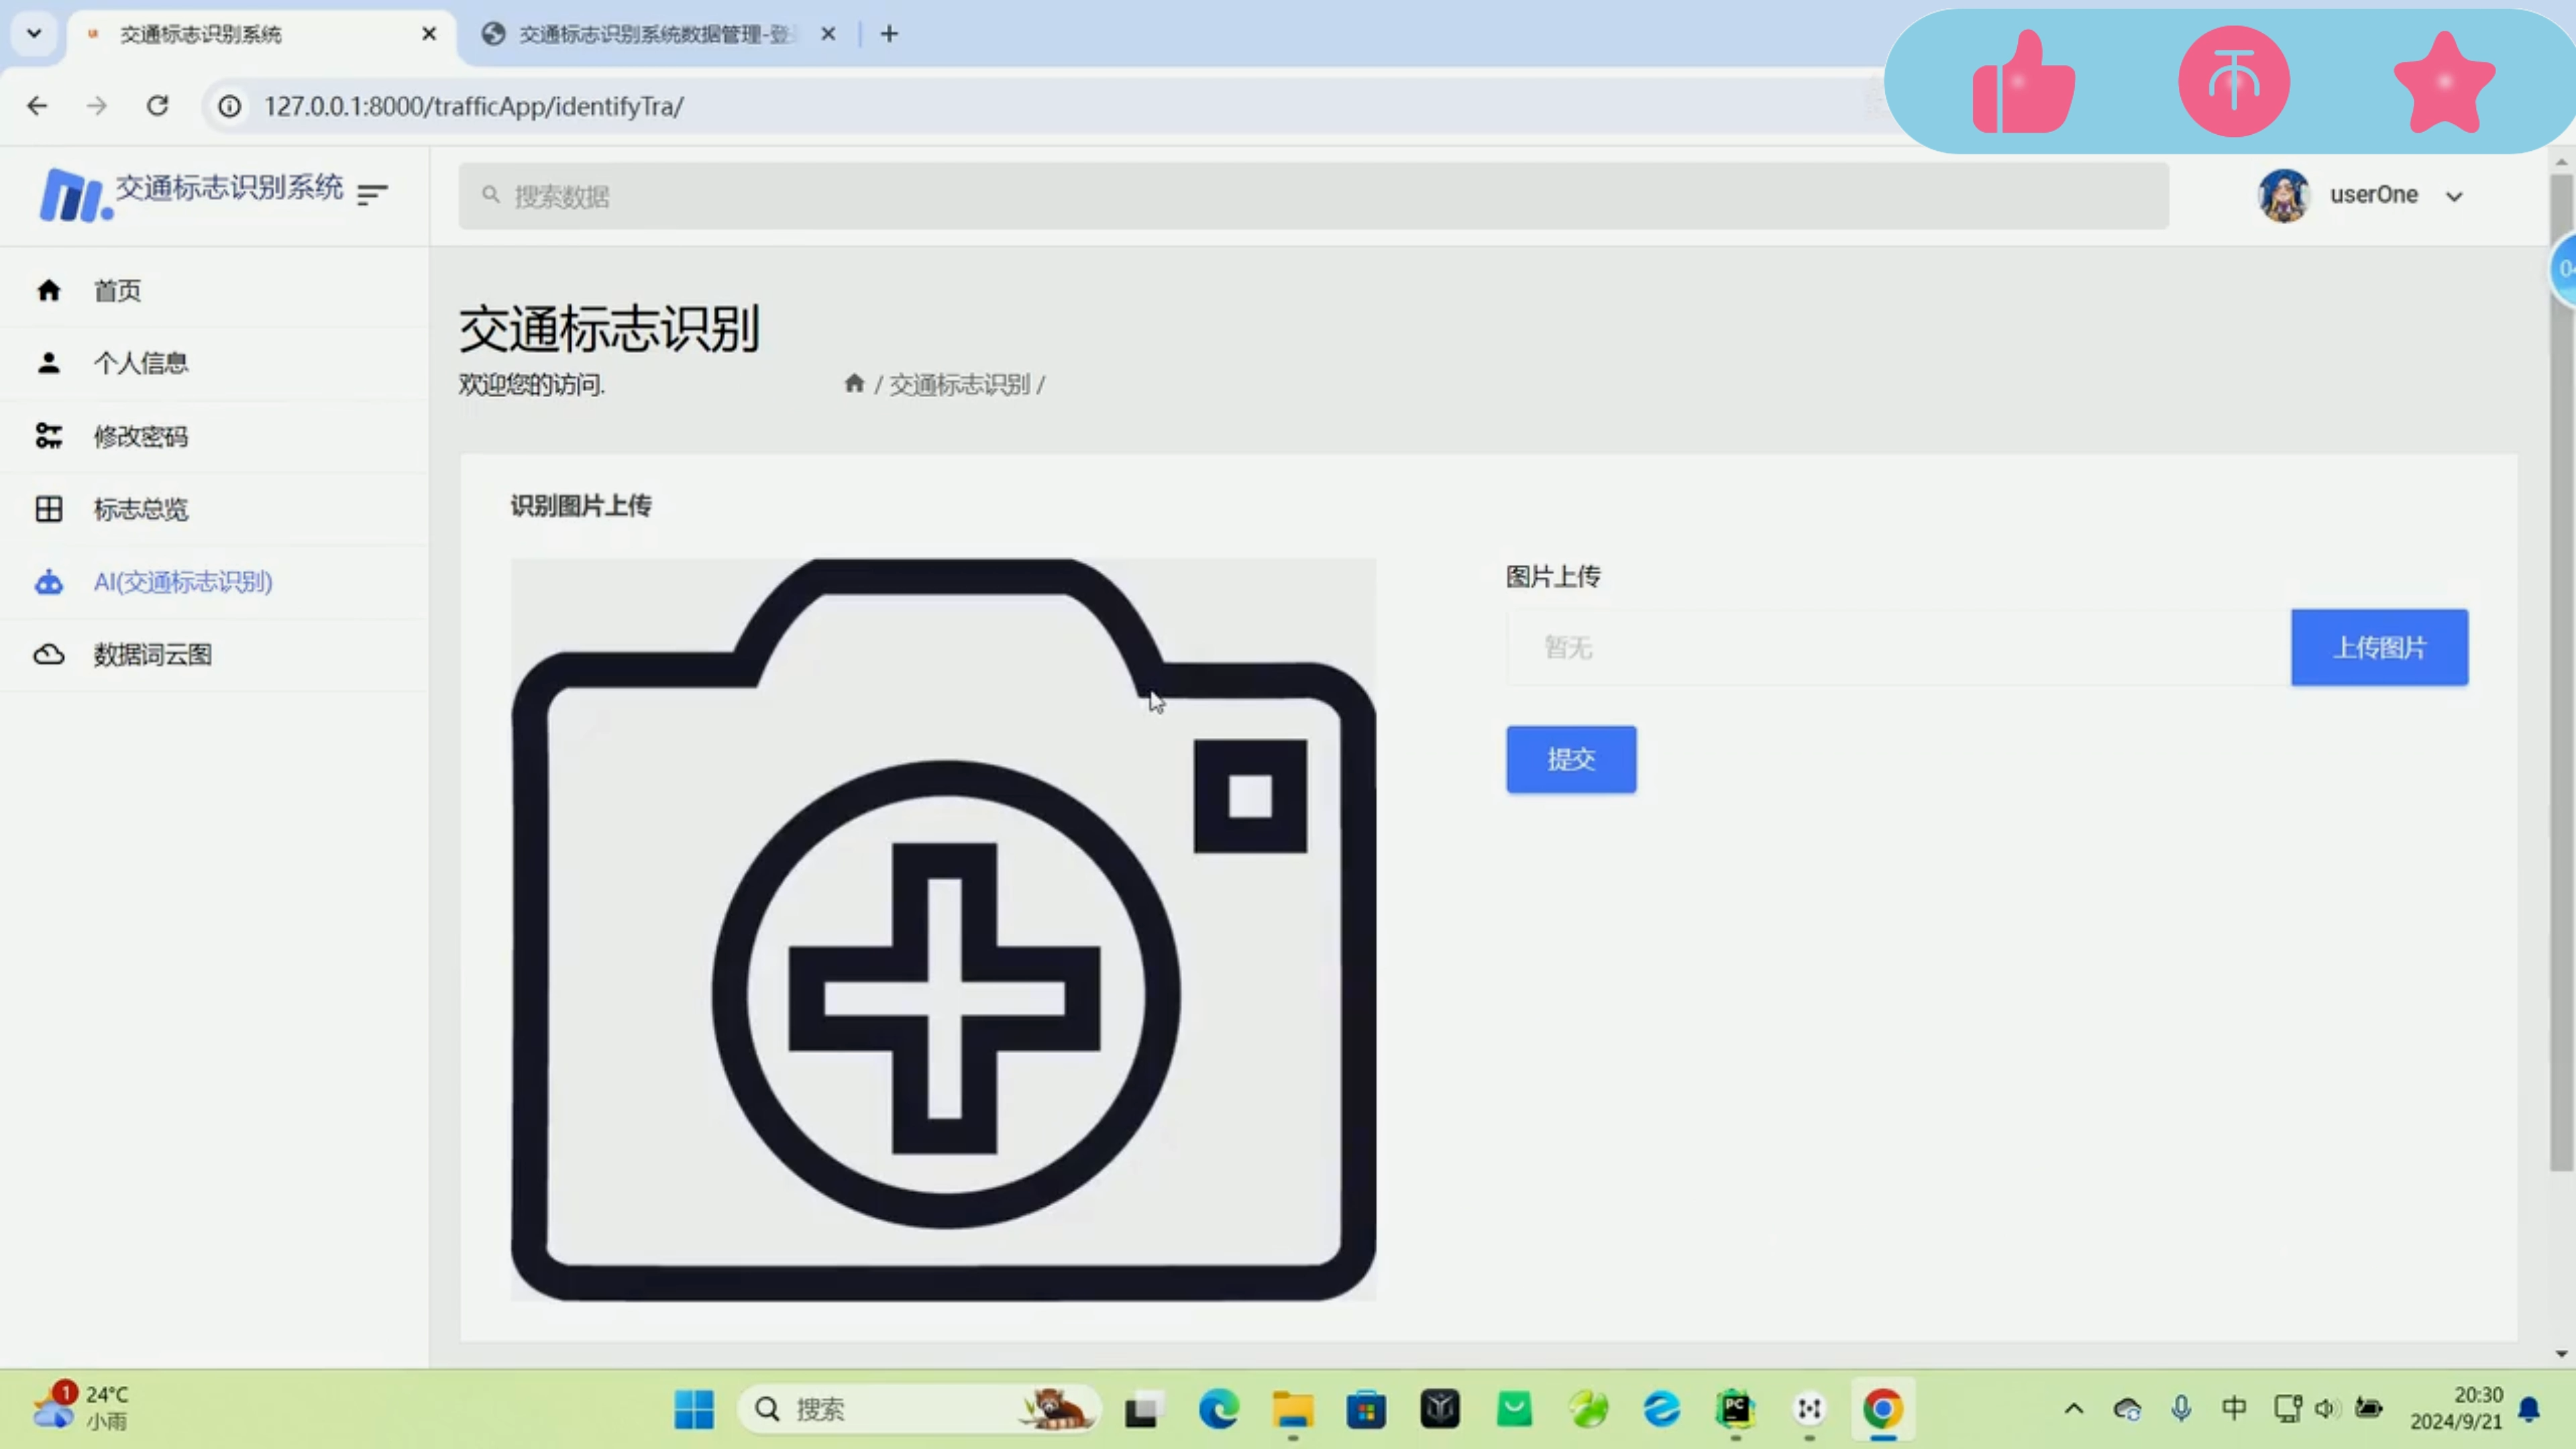 交通标志识别系统
交通标志识别系统数据管理-登
127.0.0.1:8000/trafficApp/identifyTra/
交通标志识别系统
搜索数据
userOne
首页
个人信息
修改密码
标志总览
AI(交通标志识别)
数据词云图
交通标志识别
欢迎您的访问.
/ 交通标志识别 /
识别图片上传
图片上传
暂无
上传图片
提交
1
24°C
小雨
搜索
PC
中
20:30
2024/9/21